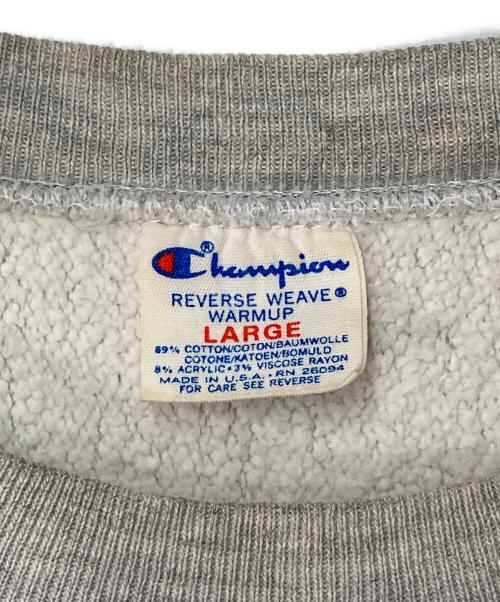 Champion®
REVERSE WEAVE®
WARMUP
LARGE
89% COTTON/COTON/BAUMWOLLE
COTONE/KATOEN/BOMULD
8% ACRYLIC • 3% VISCOSE RAYON
MADE IN U.S.A. • RN 26094
FOR CARE SEE REVERSE